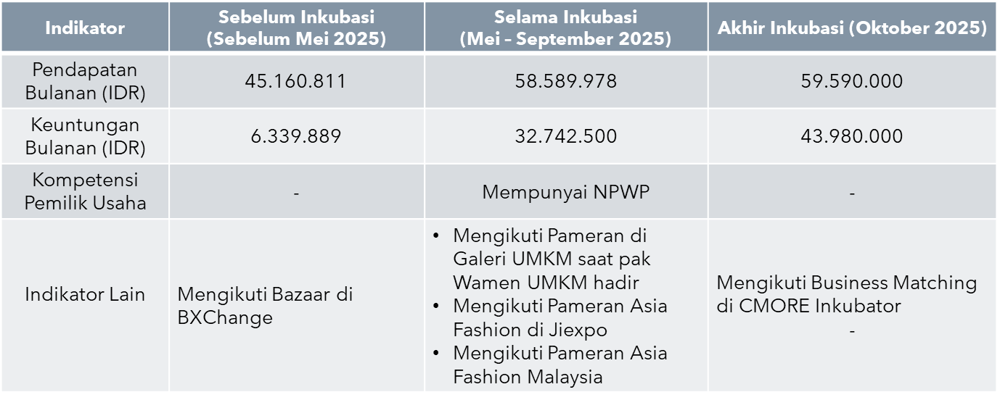 Indikator
Sebelum Inkubasi
(Sebelum Mei 2025)
Selama Inkubasi
(Mei – September 2025)
Akhir Inkubasi (Oktober 2025)
Pendapatan
Bulanan (IDR)
45.160.811
58.589.978
59.590.000
Keuntungan
Bulanan (IDR)
6.339.889
32.742.500
43.980.000
Kompetensi
Pemilik Usaha
-
Mempunyai NPWP
-
Indikator Lain
Mengikuti Bazaar di
BXChange
• Mengikuti Pameran di
Galeri UMKM saat pak
Wamen UMKM hadir
• Mengikuti Pameran Asia
Fashion di Jiexpo
• Mengikuti Pameran Asia
Fashion Malaysia
Mengikuti Business Matching
di CMORE Inkubator
-